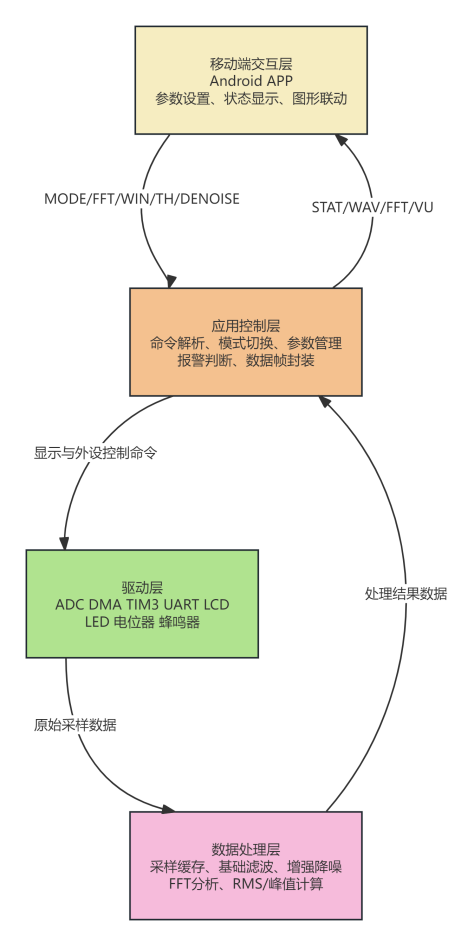 移动端交互层
Android APP
参数设置、状态显示、图形联动
MODE/FFT/WIN/TH/DENOISE
STAT/WAV/FFT/VU
应用控制层
命令解析、模式切换、参数管理
报警判断、数据帧封装
显示与外设控制命令
驱动层
ADC DMA TIM3 UART LCD
LED 电位器 蜂鸣器
处理结果数据
原始采样数据
数据处理层
采样缓存、基础滤波、增强降噪
FFT分析、RMS/峰值计算